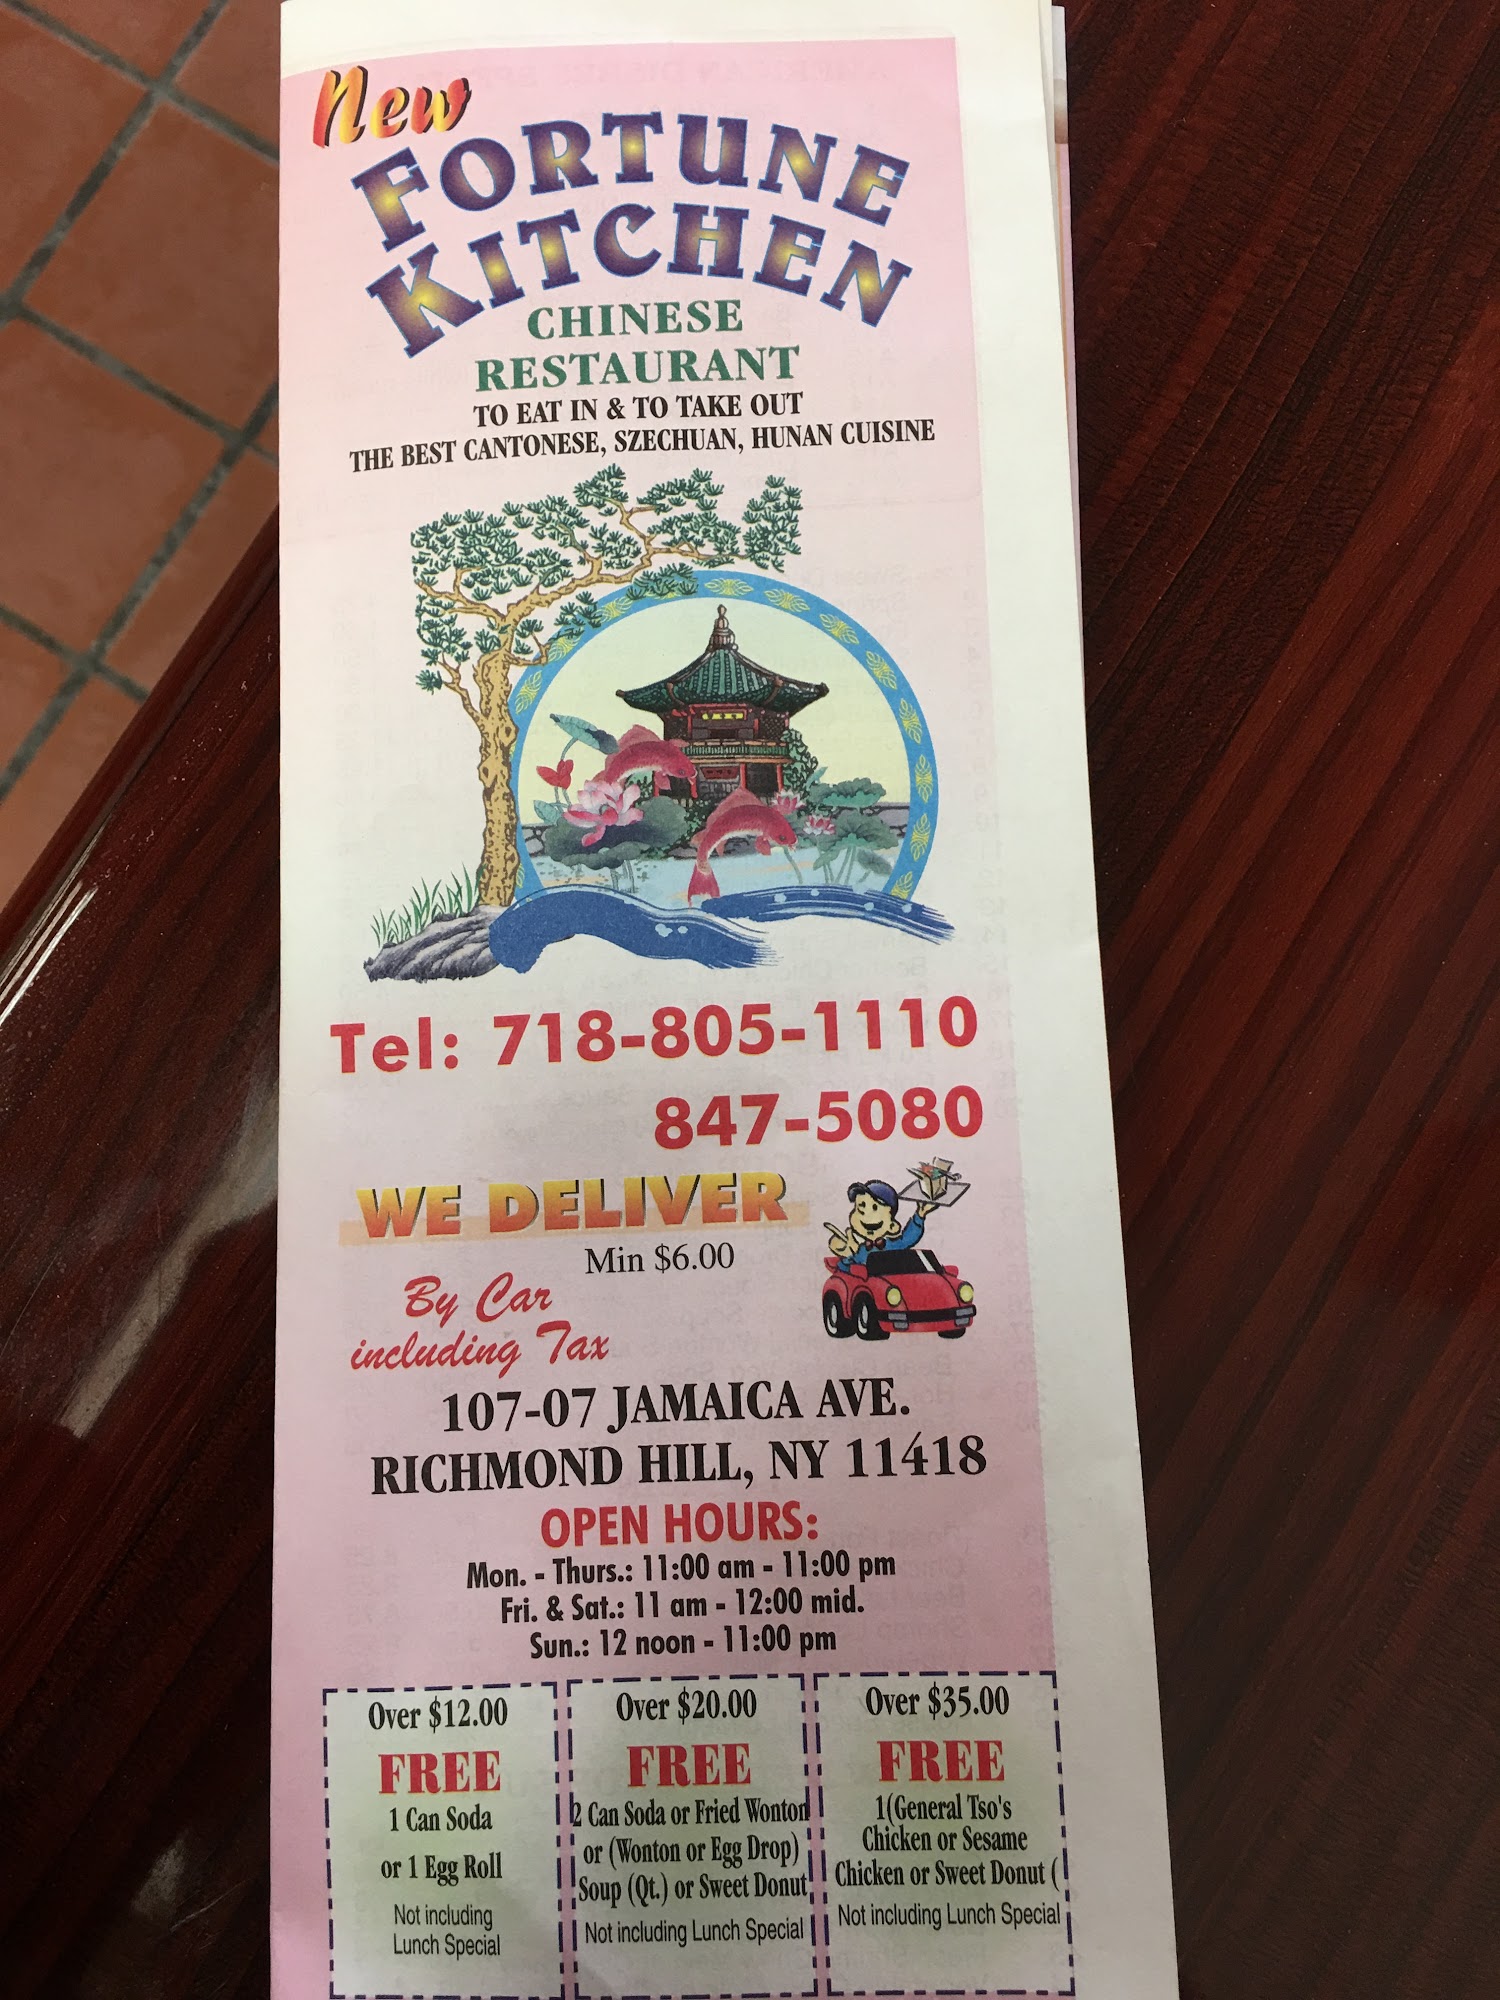 New
FORTUNE
KITCHEN
CHINESE
RESTAURANT
TO EAT IN & TO TAKE OUT
THE BEST CANTONESE, SZECHUAN, HUNAN CUISINE
Tel: 718-805-1110
847-5080
WE DELIVER
Min $6.00
By Car
including Tax
107-07 JAMAICA AVE.
RICHMOND HILL, NY 11418
OPEN HOURS:
Mon. - Thurs.: 11:00 am - 11:00 pm
Fri. & Sat.: 11 am - 12:00 mid.
Sun.: 12 noon - 11:00 pm
Over $12.00
FREE
1 Can Soda
or 1 Egg Roll
Not including
Lunch Special
Over $20.00
FREE
2 Can Soda or Fried Wonton
or (Wonton or Egg Drop)
Soup (Qt.) or Sweet Donut
Not including Lunch Special
Over $35.00
FREE
1(General Tso's
Chicken or Sesame
Chicken or Sweet Donut (
Not including Lunch Special